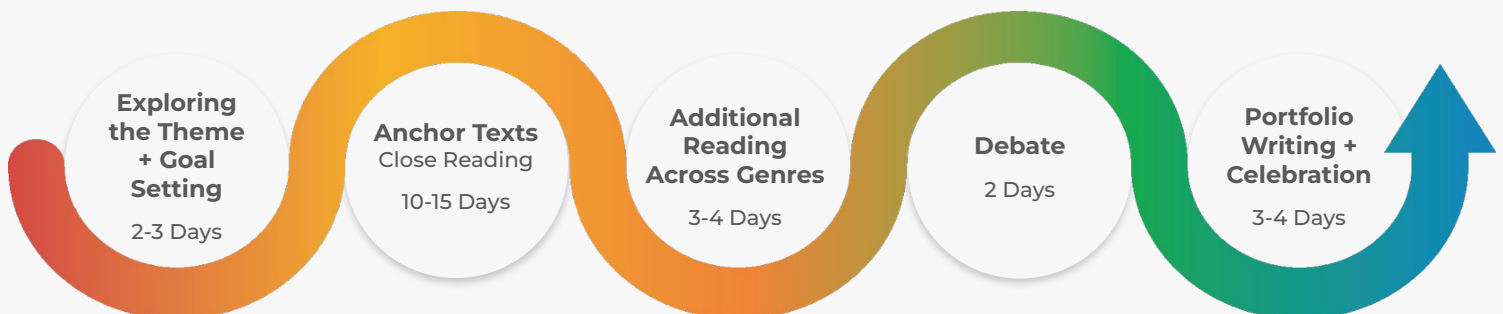 Exploring
the Theme
+ Goal
Setting
2-3 Days
Anchor Texts
Close Reading
10-15 Days
Additional
Reading
Across Genres
3-4 Days
Debate
2 Days
Portfolio
Writing +
Celebration
3-4 Days